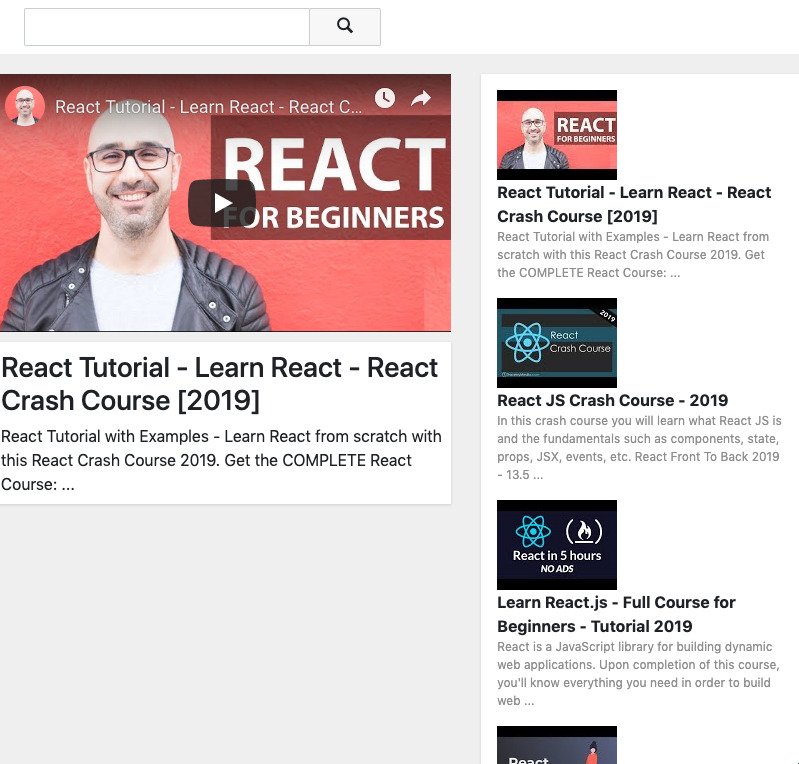 React Tutorial - Learn React - React C...
REACT
FOR BEGINNERS
React Tutorial - Learn React - React
Crash Course [2019]
React Tutorial with Examples - Learn React from scratch with
this React Crash Course 2019. Get the COMPLETE React
Course: ...
REACT
FOR BEGINNERS
React Tutorial - Learn React - React
Crash Course [2019]
React Tutorial with Examples - Learn React from
scratch with this React Crash Course 2019. Get
the COMPLETE React Course: ...
2019
React
Crash Course
React JS Crash Course - 2019
In this crash course you will learn what React JS is
and the fundamentals such as components, state,
props, JSX, events, etc. React Front To Back 2019
- 13.5 ...
React in 5 hours
NO ADS
Learn React.js - Full Course for
Beginners - Tutorial 2019
React is a JavaScript library for building dynamic
web applications. Upon completion of this course,
you'll know everything you need in order to build
web ...
React